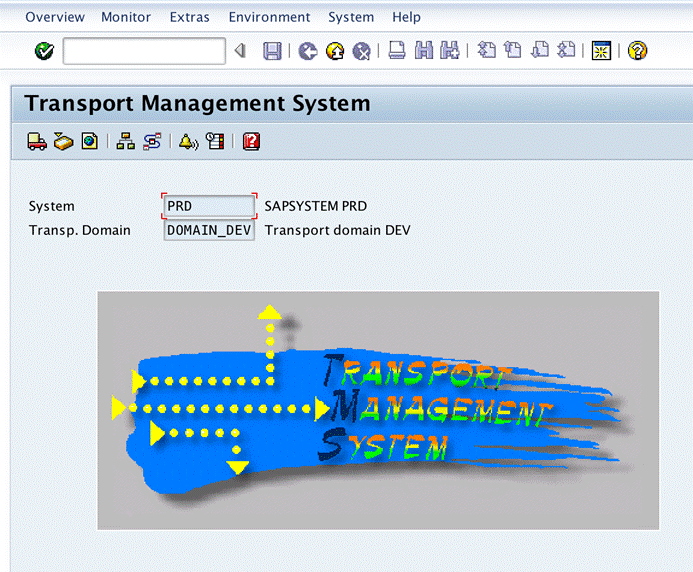 Overview Monitor Extras Environment System Help
Transport Management System
System PRD SAPSYSTEM PRD
Transp. Domain DOMAIN_DEV Transport domain DEV
TRANSPORT
MANAGEMENT
SYSTEM